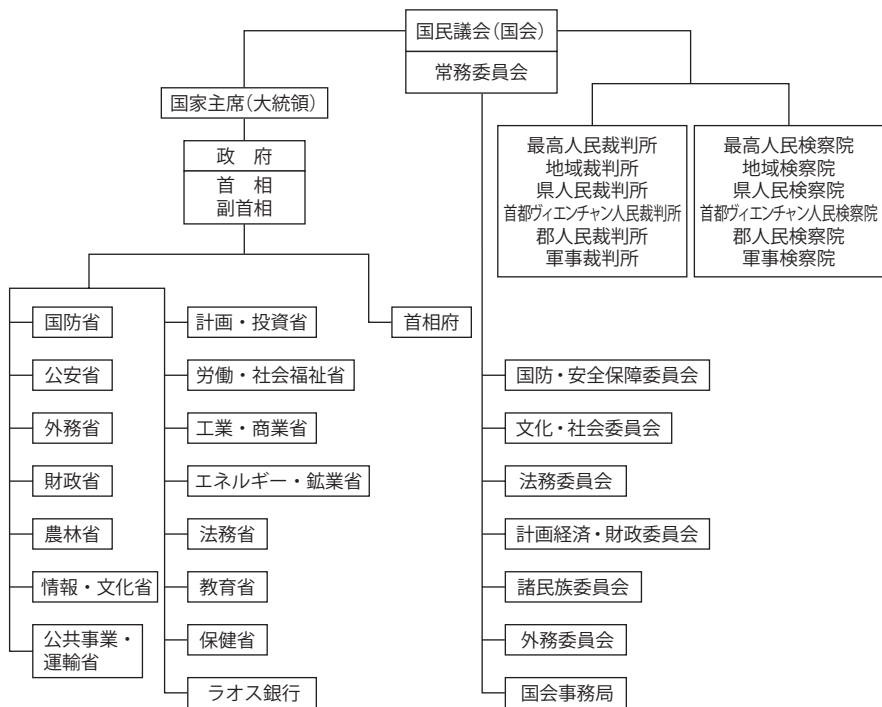 国民議会(国会)
常務委員会
国家主席(大統領)
政　府
首　相
副首相
最高人民裁判所
地域裁判所
県人民裁判所
首都ヴィエンチャン人民裁判所
郡人民裁判所
軍事裁判所
最高人民検察院
地域検察院
県人民検察院
首都ヴィエンチャン人民検察院
郡人民検察院
軍事検察院
国防省
公安省
外務省
財政省
農林省
情報・文化省
公共事業・
運輸省
計画・投資省
労働・社会福祉省
工業・商業省
エネルギー・鉱業省
法務省
教育省
保健省
ラオス銀行
首相府
国防・安全保障委員会
文化・社会委員会
法務委員会
計画経済・財政委員会
諸民族委員会
外務委員会
国会事務局